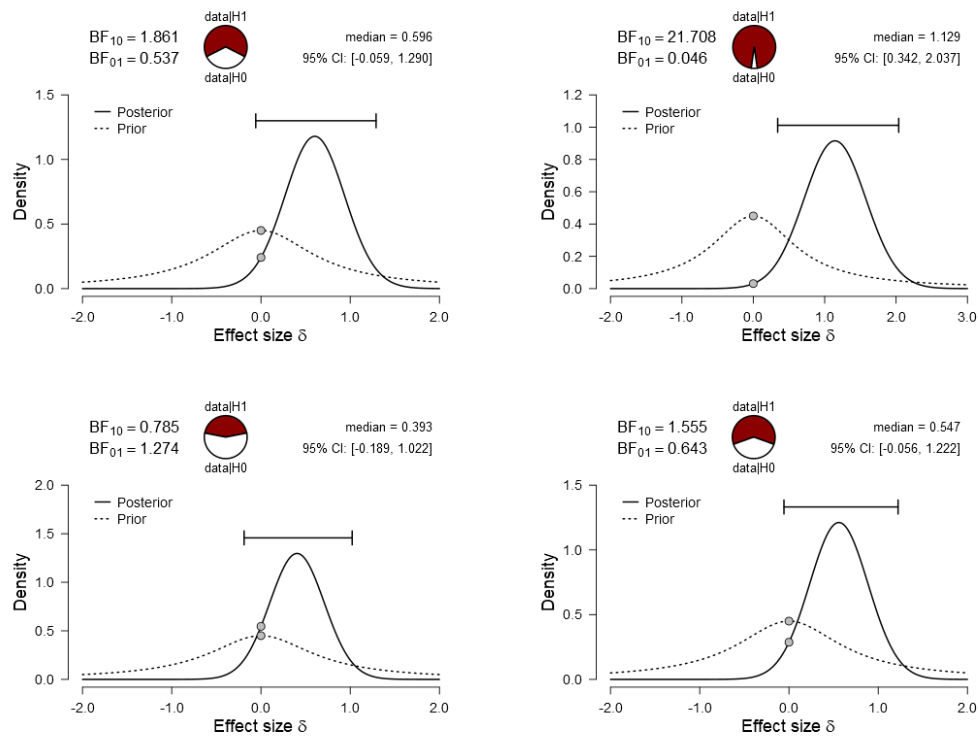 data|H1
BF10 = 1.861
BF01 = 0.537
median = 0.596
95% CI: [-0.059, 1.290]
data|H0
Posterior
Prior
1.5
1.0
0.5
0.0
Density
-2.0 -1.0 0.0 1.0 2.0
Effect size δ
data|H1
BF10 = 21.708
BF01 = 0.046
median = 1.129
95% CI: [0.342, 2.037]
data|H0
Posterior
Prior
1.2
1.0
0.8
0.6
0.4
0.2
0.0
Density
-2.0 -1.0 0.0 1.0 2.0 3.0
Effect size δ
data|H1
BF10 = 0.785
BF01 = 1.274
median = 0.393
95% CI: [-0.189, 1.022]
data|H0
Posterior
Prior
2.0
1.5
1.0
0.5
0.0
Density
-2.0 -1.0 0.0 1.0 2.0
Effect size δ
data|H1
BF10 = 1.555
BF01 = 0.643
median = 0.547
95% CI: [-0.056, 1.222]
data|H0
Posterior
Prior
1.5
1.0
0.5
0.0
Density
-2.0 -1.0 0.0 1.0 2.0
Effect size δ